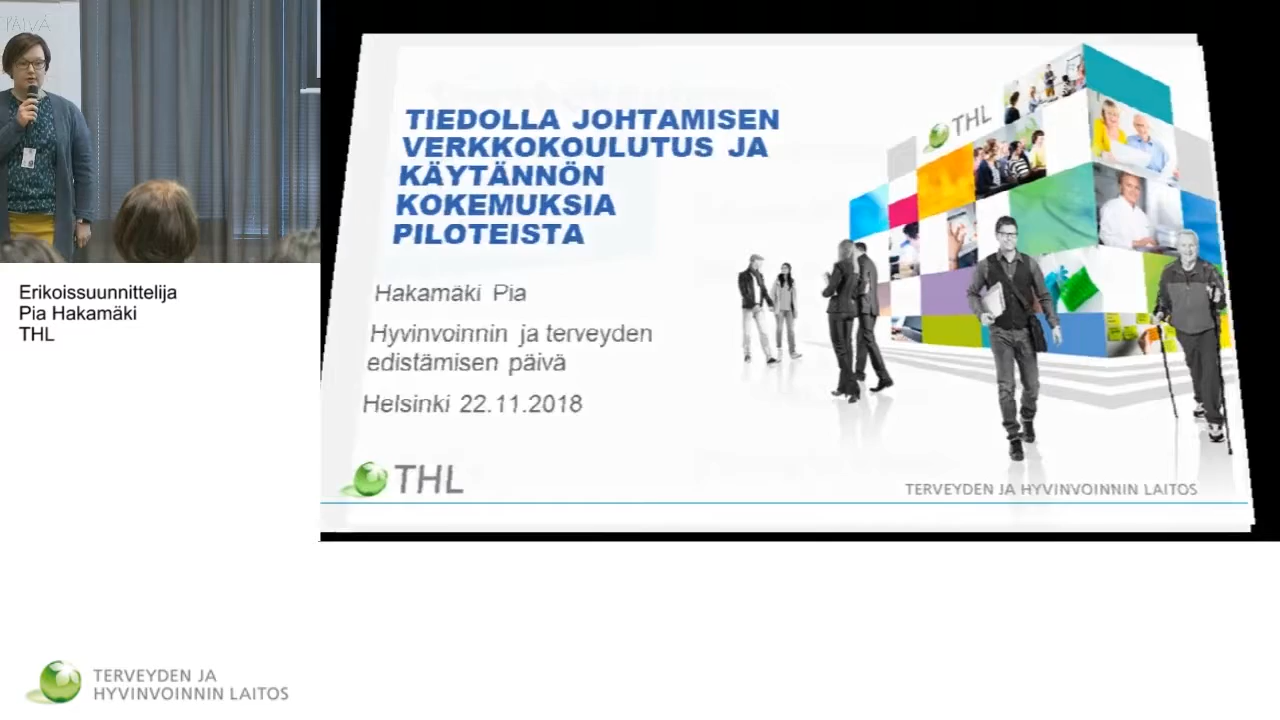 PÄIVÄ
Erikoissuunnittelija
Pia Hakamäki
THL
TIEDOLLA JOHTAMISEN
VERKKOKOULUTUS JA
KÄYTÄNNÖN
KOKEMUKSIA
PILOTEISTA
Hakamäki Pia
Hyvinvoinnin ja terveyden
edistämisen päivä
Helsinki 22.11.2018
THL
THL
TERVEYDEN JA HYVINVOINNIN LAITOS
TERVEYDEN JA
HYVINVOINNIN LAITOS